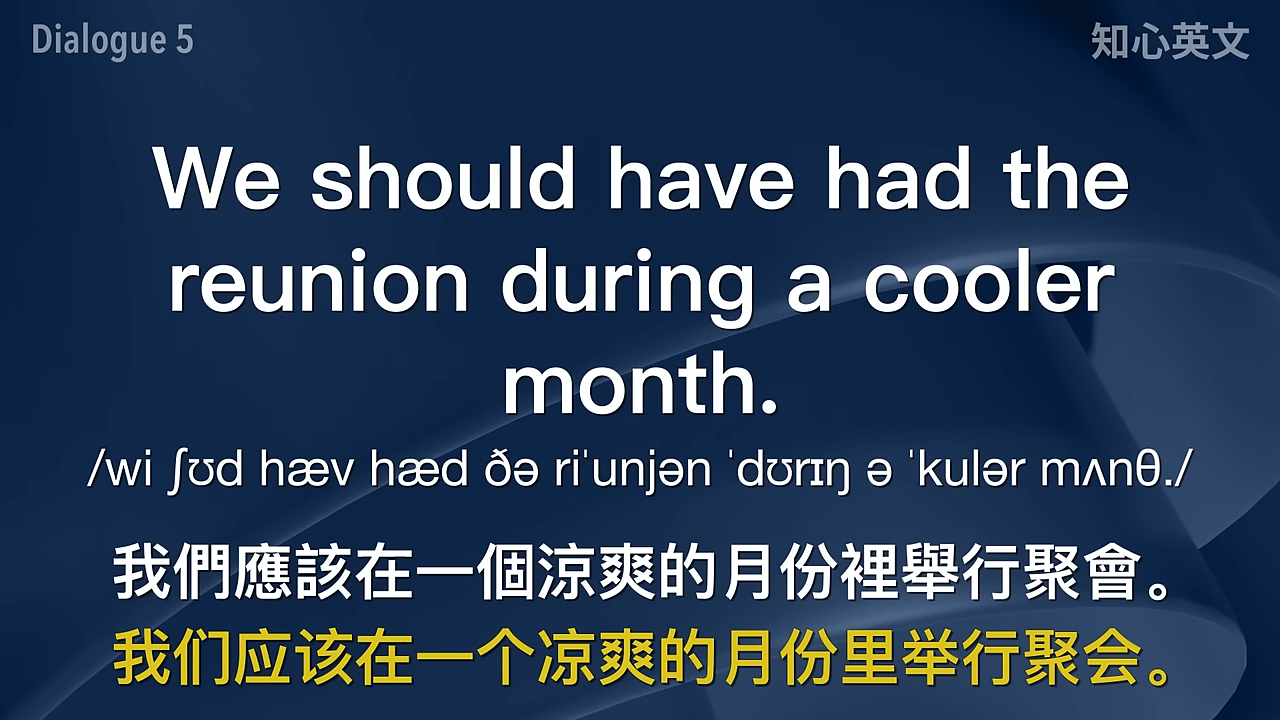 Dialogue 5
知心英文
We should have had the
reunion during a cooler
month.
/wi ʃʊd hæv hæd ðə riˈunjən ˈdʊrɪŋ ə ˈkulər mʌnθ./
我們應該在一個涼爽的月份裡舉行聚會。
我们应该在一个凉爽的月份里举行聚会。